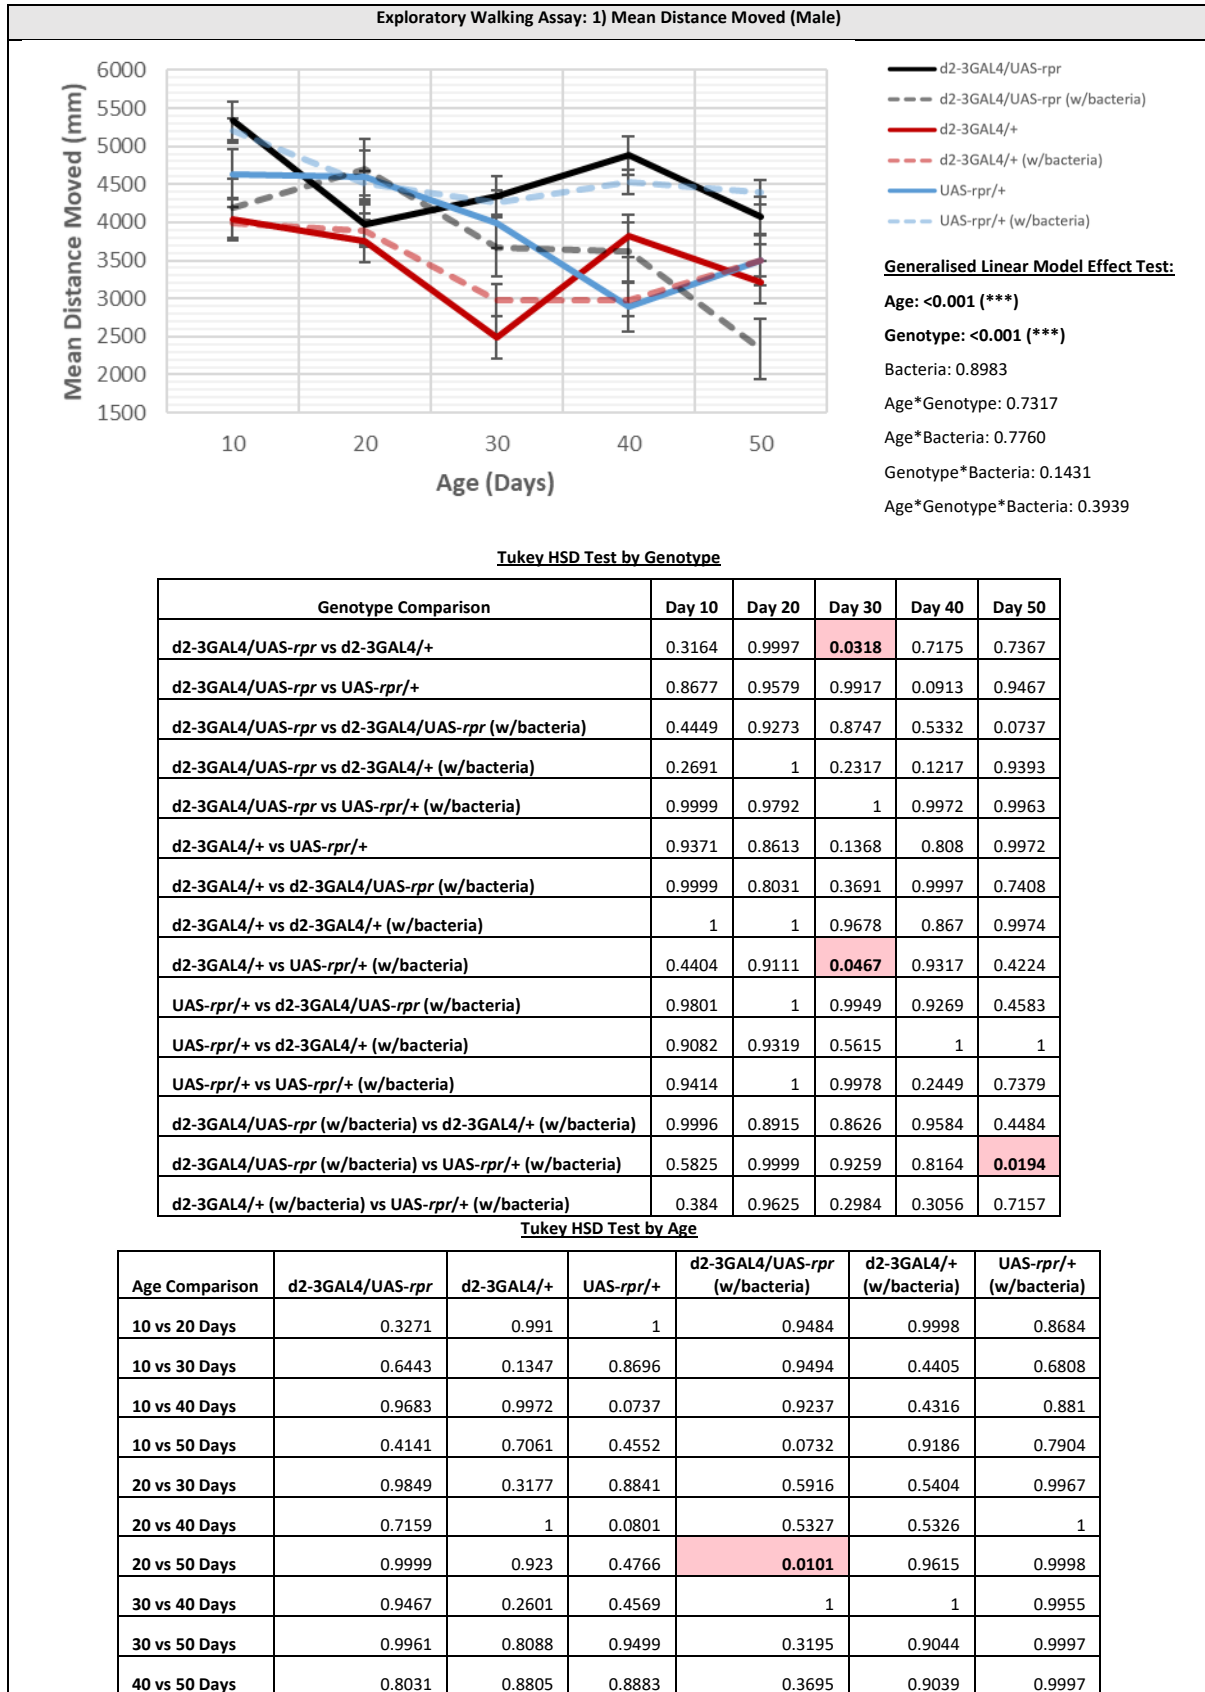 Exploratory Walking Assay: 1) Mean Distance Moved (Male)
6000
5500
5000
4500
4000
3500
3000
2500
2000
1500
Mean Distance Moved (mm)
10 20 30 40 50
Age (Days)
d2-3GAL4/UAS-rpr
d2-3GAL4/UAS-rpr (w/bacteria)
d2-3GAL4/+
d2-3GAL4/+ (w/bacteria)
UAS-rpr/+
UAS-rpr/+ (w/bacteria)
Generalised Linear Model Effect Test:
Age: <0.001 (***)
Genotype: <0.001 (***)
Bacteria: 0.8983
Age*Genotype: 0.7317
Age*Bacteria: 0.7760
Genotype*Bacteria: 0.1431
Age*Genotype*Bacteria: 0.3939
Tukey HSD Test by Genotype
Genotype Comparison Day 10 Day 20 Day 30 Day 40 Day 50
d2-3GAL4/UAS-rpr vs d2-3GAL4/+ 0.3164 0.9997 0.0318 0.7175 0.7367
d2-3GAL4/UAS-rpr vs UAS-rpr/+ 0.8677 0.9579 0.9917 0.0913 0.9467
d2-3GAL4/UAS-rpr vs d2-3GAL4/UAS-rpr (w/bacteria) 0.4449 0.9273 0.8747 0.5332 0.0737
d2-3GAL4/UAS-rpr vs d2-3GAL4/+ (w/bacteria) 0.2691 1 0.2317 0.1217 0.9393
d2-3GAL4/UAS-rpr vs UAS-rpr/+ (w/bacteria) 0.9999 0.9792 1 0.9972 0.9963
d2-3GAL4/+ vs UAS-rpr/+ 0.9371 0.8613 0.1368 0.808 0.9972
d2-3GAL4/+ vs d2-3GAL4/UAS-rpr (w/bacteria) 0.9999 0.8031 0.3691 0.9997 0.7408
d2-3GAL4/+ vs d2-3GAL4/+ (w/bacteria) 1 1 0.9678 0.867 0.9974
d2-3GAL4/+ vs UAS-rpr/+ (w/bacteria) 0.4404 0.9111 0.0467 0.9317 0.4224
UAS-rpr/+ vs d2-3GAL4/UAS-rpr (w/bacteria) 0.9801 1 0.9949 0.9269 0.4583
UAS-rpr/+ vs d2-3GAL4/+ (w/bacteria) 0.9082 0.9319 0.5615 1 1
UAS-rpr/+ vs UAS-rpr/+ (w/bacteria) 0.9414 1 0.9978 0.2449 0.7379
d2-3GAL4/UAS-rpr (w/bacteria) vs d2-3GAL4/+ (w/bacteria) 0.9996 0.8915 0.8626 0.9584 0.4484
d2-3GAL4/UAS-rpr (w/bacteria) vs UAS-rpr/+ (w/bacteria) 0.5825 0.9999 0.9259 0.8164 0.0194
d2-3GAL4/+ (w/bacteria) vs UAS-rpr/+ (w/bacteria) 0.384 0.9625 0.2984 0.3056 0.7157
Tukey HSD Test by Age
Age Comparison d2-3GAL4/UAS-rpr d2-3GAL4/+ UAS-rpr/+ d2-3GAL4/UAS-rpr (w/bacteria) d2-3GAL4/+ (w/bacteria) UAS-rpr/+ (w/bacteria)
10 vs 20 Days 0.3271 0.991 1 0.9484 0.9998 0.8684
10 vs 30 Days 0.6443 0.1347 0.8696 0.9494 0.4405 0.6808
10 vs 40 Days 0.9683 0.9972 0.0737 0.9237 0.4316 0.881
10 vs 50 Days 0.4141 0.7061 0.4552 0.0732 0.9186 0.7904
20 vs 30 Days 0.9849 0.3177 0.8841 0.5916 0.5404 0.9967
20 vs 40 Days 0.7159 1 0.0801 0.5327 0.5326 1
20 vs 50 Days 0.9999 0.923 0.4766 0.0101 0.9615 0.9998
30 vs 40 Days 0.9467 0.2601 0.4569 1 1 0.9955
30 vs 50 Days 0.9961 0.8088 0.9499 0.3195 0.9044 0.9997
40 vs 50 Days 0.8031 0.8805 0.8883 0.3695 0.9039 0.9997